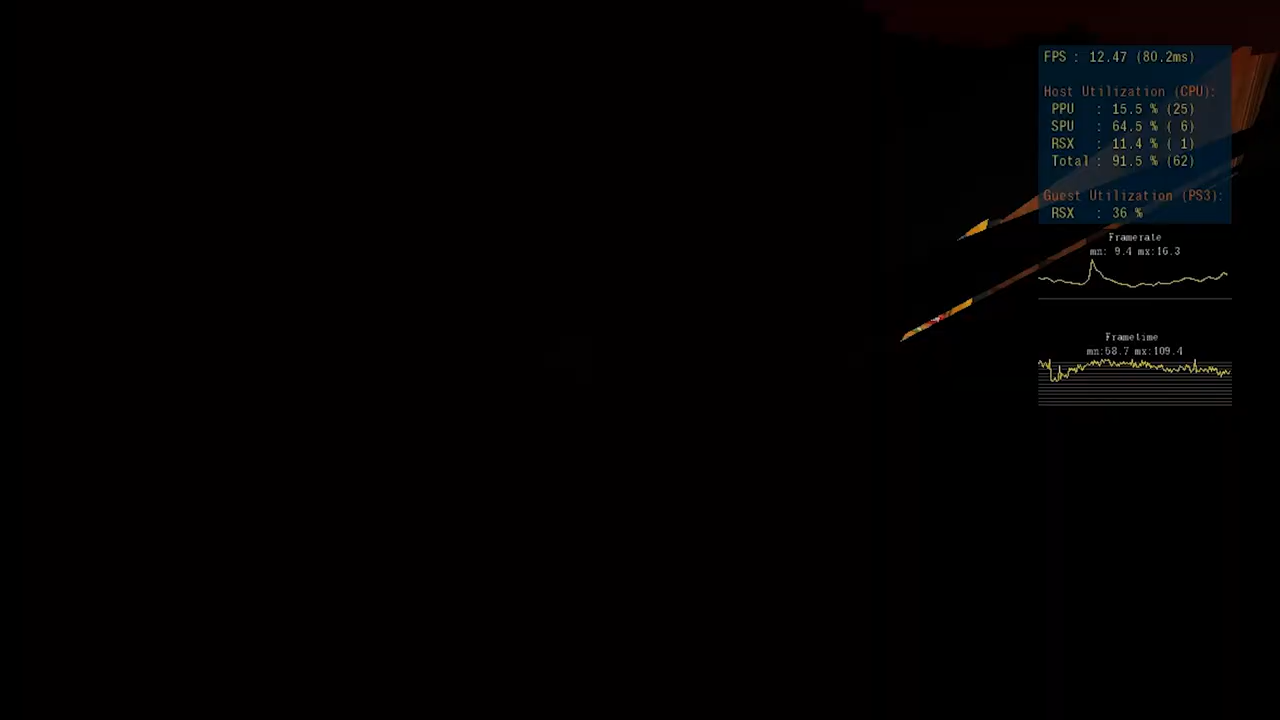 FPS : 12.47 (80.2ms)
Host Utilization (CPU):
PPU : 15.5 % (25)
SPU : 64.5 % ( 6)
RSX : 11.4 % ( 1)
Total : 91.5 % (62)
Guest Utilization (PS3):
RSX : 36 %
Framerate
mn: 9.4 mx:16.3
Frametime
mn:68.7 mx:109.4